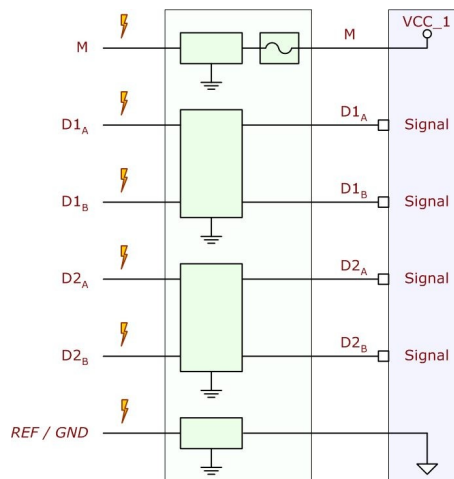 VCC_1
M M
D1A D1A Signal
D1B D1B Signal
D2A D2A Signal
D2B D2B Signal
REF / GND